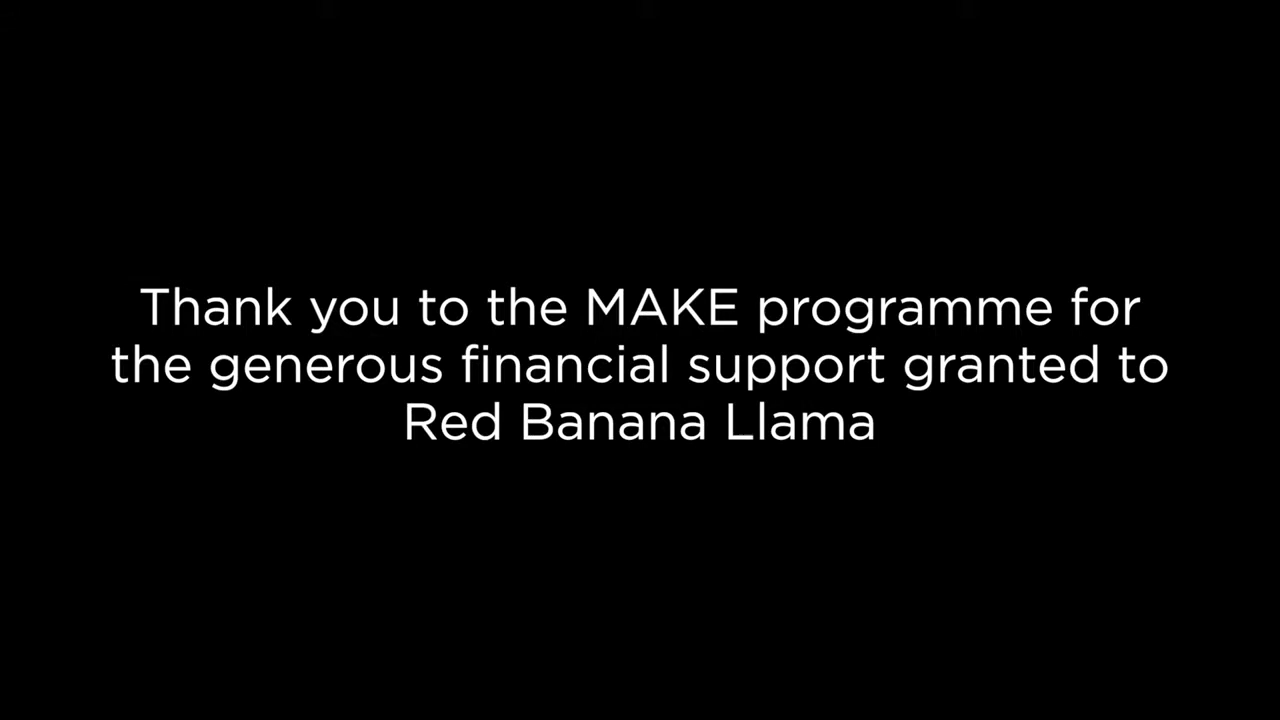 Thank you to the MAKE programme for
the generous financial support granted to
Red Banana Llama